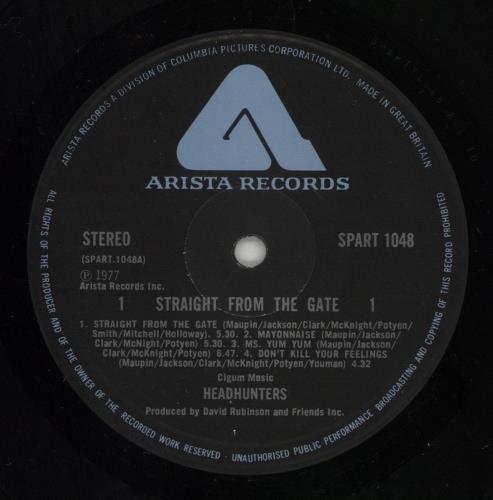 ARISTA RECORDS A DIVISION OF COLUMBIA PICTURES CORPORATION LTD. MADE IN GREAT BRITAIN
ARISTA RECORDS
STEREO
SPART 1048
(SPART.1048A)
℗ 1977
Arista Records Inc.
1 STRAIGHT FROM THE GATE 1
1. STRAIGHT FROM THE GATE (Maupin/Jackson/Clark/McKnight/Potyen/
Smith/Mitchell/Holloway). 5.30. 2. MAYONNAISE (Maupin/Jackson/
Clark/McNight/Potyen) 5.30. 3. MS. YUM YUM (Maupin/Jackson/
Clark/McKnight/Potyen) 6.47. 4. DON'T KILL YOUR FEELINGS
(Maupin/Jackson/Clark/McKnight/Potyen/Youman) 4.32
Cigum Music
HEADHUNTERS
Produced by David Rubinson and Friends Inc.
1
ALL RIGHTS OF THE PRODUCER AND OF THE OWNER OF THE RECORDED WORK RESERVED · UNAUTHORISED PUBLIC PERFORMANCE BROADCASTING AND COPYING OF THIS RECORD PROHIBITED